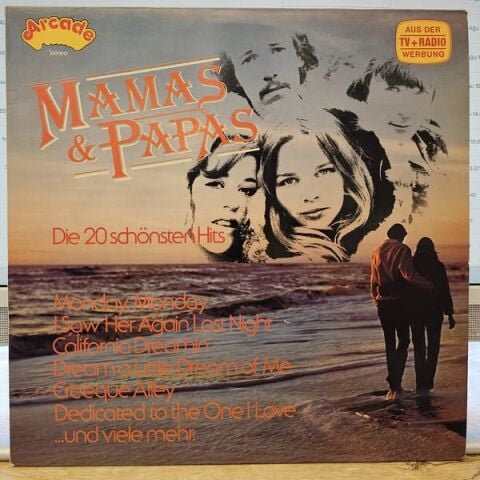 Arcade
stereo
AUS DER
TV+RADIO
WERBUNG
MAMAS
& PAPAS
Die 20 schönsten Hits
Monday, Monday
I Saw Her Again Last Night
California Dreamin'
Dream a Little Dream of Me
Creeque Alley
Dedicated to the One I Love
...und viele mehr.